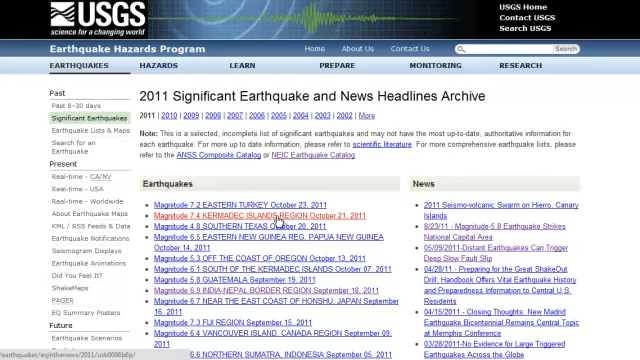 USGS
science for a changing world
USGS Home
Contact USGS
Search USGS
Earthquake Hazards Program
Home
About Us
Contact Us
Search
EARTHQUAKES
HAZARDS
LEARN
PREPARE
MONITORING
RESEARCH
Past
Past 8-30 days
Significant Earthquakes
Earthquake Lists & Maps
Search for an
Earthquake
Present
Real-time - CA/NV
Real-time - USA
Real-time - Worldwide
About Earthquake Maps
KML / RSS Feeds & Data
Earthquake Notifications
Seismogram Displays
Earthquake Animations
Did You Feel It?
ShakeMaps
PAGER
EQ Summary Posters
Future
2011 Significant Earthquake and News Headlines Archive
2011 | 2010 | 2009 | 2008 | 2007 | 2006 | 2005 | 2004 | 2003 | 2002 | More
Note: This is a selected, incomplete list of significant earthquakes and may not have the most up-to-date, authoritative information for
each earthquake. For more up to date information, please refer to scientific literature. For more comprehensive earthquake lists, please
refer to the ANSS Composite Catalog or NEIC Earthquake Catalog.
Earthquakes
Magnitude 7.2 EASTERN TURKEY October 23, 2011
Magnitude 7.4 KERMADEC ISLANDS REGION October 21, 2011
Magnitude 4.8 SOUTHERN TEXAS October 20, 2011
Magnitude 6.5 EASTERN NEW GUINEA REG, PAPUA NEW GUINEA
October 14, 2011
Magnitude 5.3 OFF THE COAST OF OREGON October 13, 2011
Magnitude 6.1 SOUTH OF THE KERMADEC ISLANDS October 07, 2011
Magnitude 5.8 GUATEMALA September 19, 2011
Magnitude 6.9 INDIA-NEPAL BORDER REGION September 18, 2011
Magnitude 6.7 NEAR THE EAST COAST OF HONSHU, JAPAN September
16, 2011
Magnitude 7.3 FIJI REGION September 15, 2011
Magnitude 6.4 VANCOUVER ISLAND, CANADA REGION September 09,
2011
Magnitude 6.6 NORTHERN SUMATRA, INDONESIA September 05, 2011
News
2011 Seismo-volcanic Swarm on Hierro, Canary
Islands
8/23/11 - Magnitude-5.8 Earthquake Strikes
National Capital Area
05/09/2011-Distant Earthquakes Can Trigger
Deep Slow Fault Slip
04/28/11 - Preparing for the Great ShakeOut
Drill: Handbook Offers Vital Earthquake History
and Preparedness Information to Central U.S.
Residents
04/15/11 - Closing Thoughts: New Madrid
Earthquake Bicentennial Remains Central Topic
at Memphis Conference
03/28/2011-No Evidence for Large Triggered
Earthquakes Across the Globe